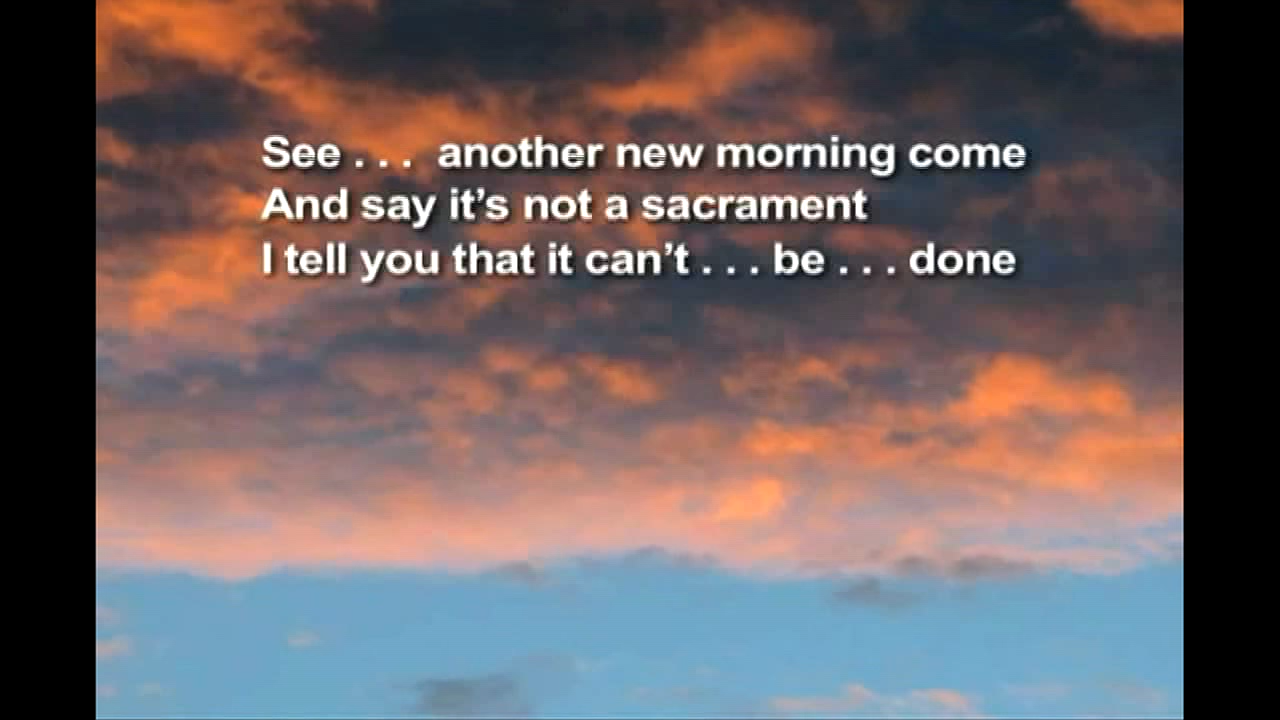 See . . .  another new morning come
And say it’s not a sacrament
I tell you that it can’t . . . be . . . done